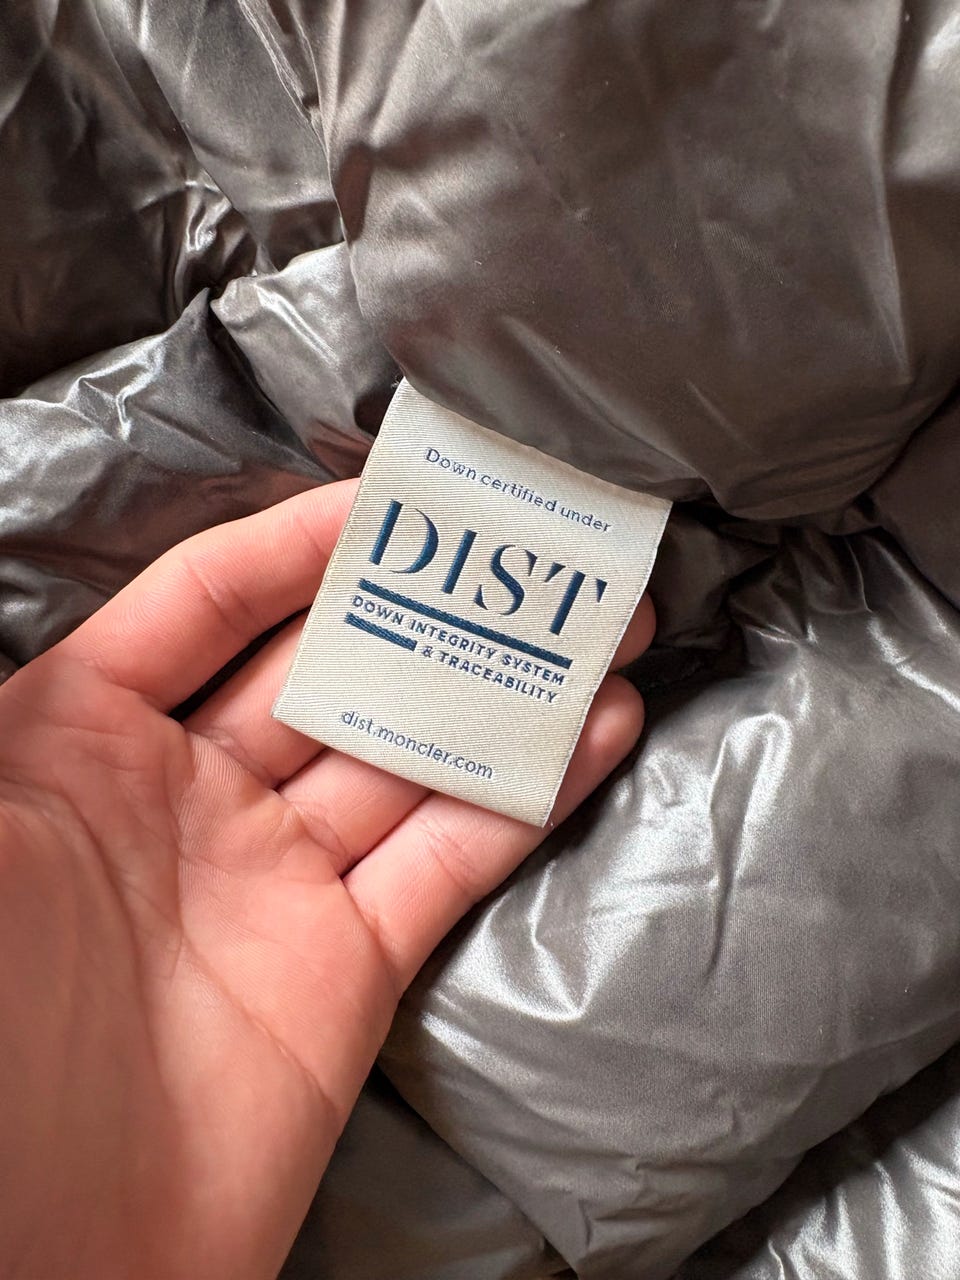 Down certified under
DIST
DOWN INTEGRITY SYSTEM
& TRACEABILITY
dist.moncler.com